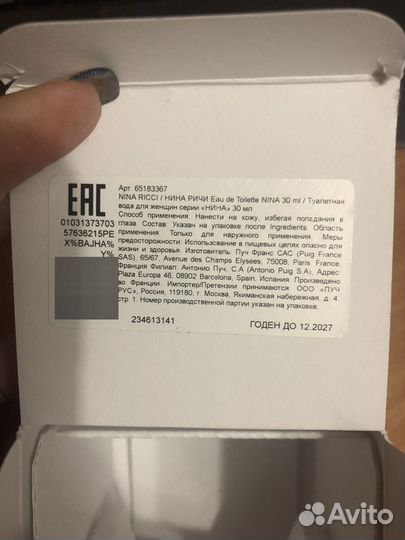 Арт. 65183367
NINA RICCI / НИНА РИЧИ Eau de Toilette NINA 30 ml / Туалетная
вода для женщин серии «НИНА» 30 мл
Способ применения: Нанести на кожу, избегая попадания в
глаза Состав: Указан на упаковке после Ingredients. Область
применения: Только для наружного применения. Меры
предосторожности: Использование в пищевых целях опасно для
жизни и здоровья. Изготовитель: Пуч Франс САС (Puig France
SAS), 65/67, Avenue des Champs Elysees, 75008, Paris France,
Франция Филиал: Антонио Пуч, С.А (Antonio Puig S.A), Адрес
Plaza Europa 46, 08902 Barcelona, Spain, Испания Произведено
во Франции. Импортер/Претензии принимаются ООО «ПУЧ
РУС», Россия, 119180, г. Москва, Якиманская набережная, д. 4,
стр. 1. Номер производственной партии указан на упаковке.
EAC
01031373703
57636215PE
X%BAJHA%
Y%
234613141
ГОДЕН ДО 12.2027
Avito